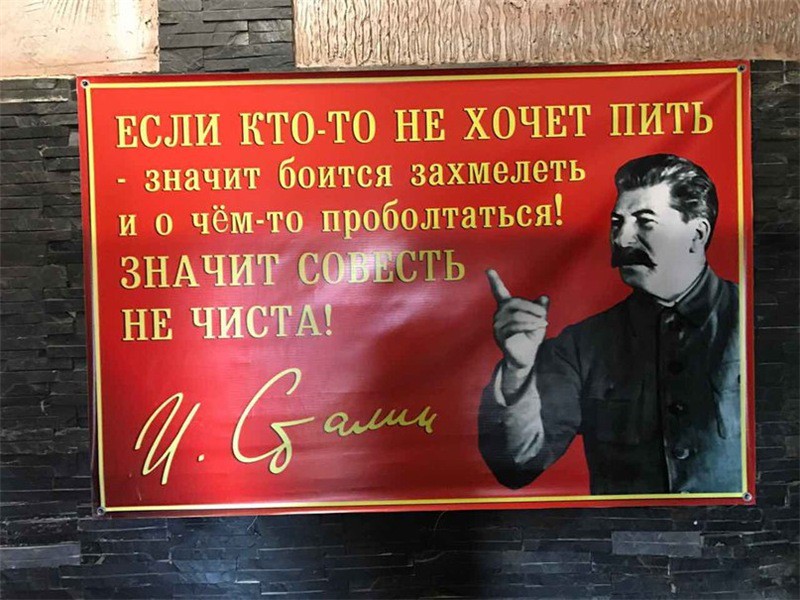 ЕСЛИ КТО-ТО НЕ ХОЧЕТ ПИТЬ
- значит боится захмелеть
и о чём-то проболтаться!
ЗНАЧИТ СОВЕСТЬ
НЕ ЧИСТА!
И. Сталин